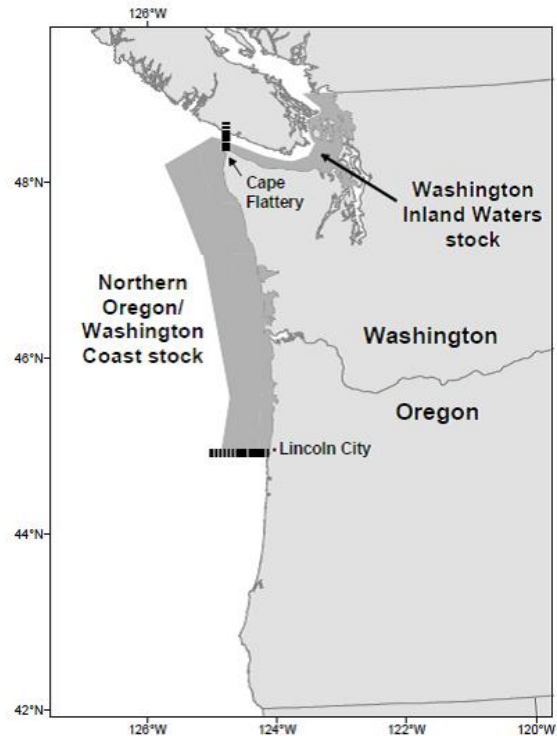 126°W
48°N
Cape
Flattery
Washington
Inland Waters
stock
Northern
Oregon/
Washington
Coast stock
Washington
46°N
Oregon
Lincoln City
44°N
42°N
126°W
124°W
122°W
120°W